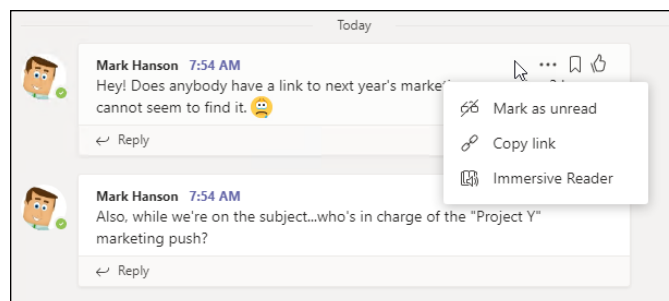 Today
Mark Hanson 7:54 AM
Hey! Does anybody have a link to next year's
cannot seem to find it.
Reply
Mark as unread
Copy link
Immersive Reader
Mark Hanson 7:54 AM
Also, while we're on the subject...who's in charge of the "Project Y"
marketing push?
Reply